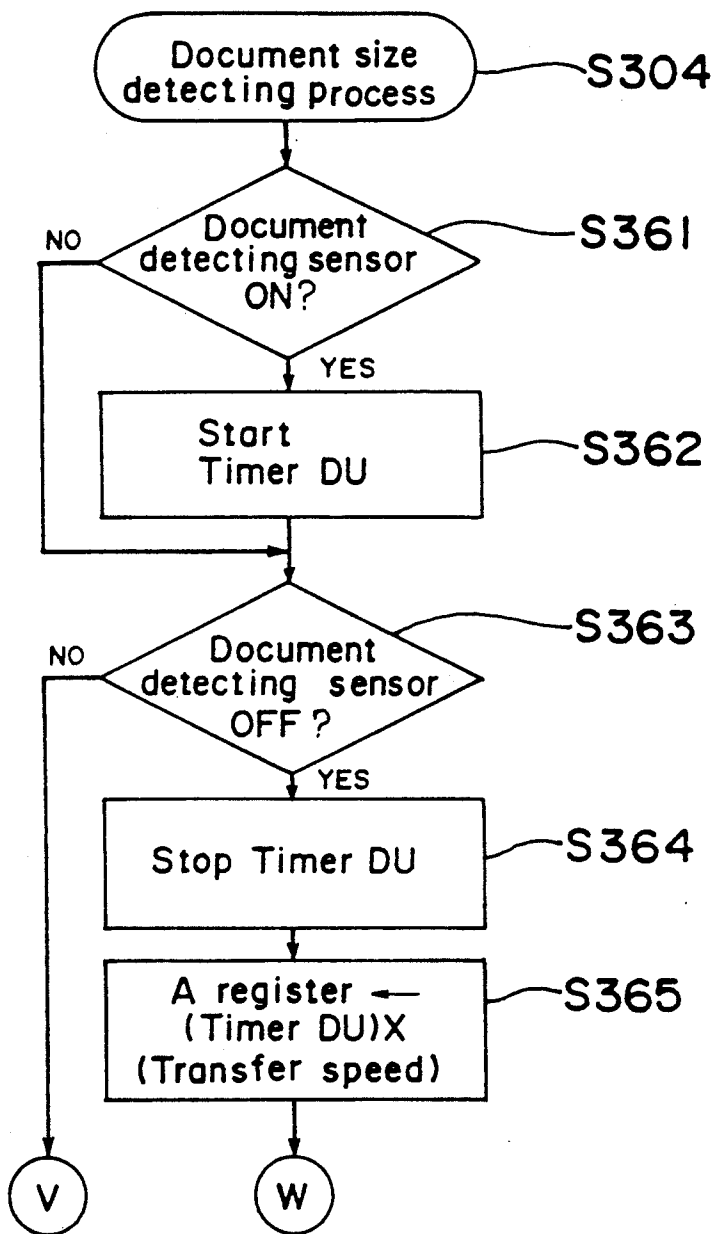 Document size
detecting process
S304
Document
detecting sensor
ON?
S361
NO
YES
Start
Timer DU
S362
Document
detecting sensor
OFF?
S363
NO
YES
Stop Timer DU
S364
A register ←
(Timer DU)X
(Transfer speed)
S365
V
W